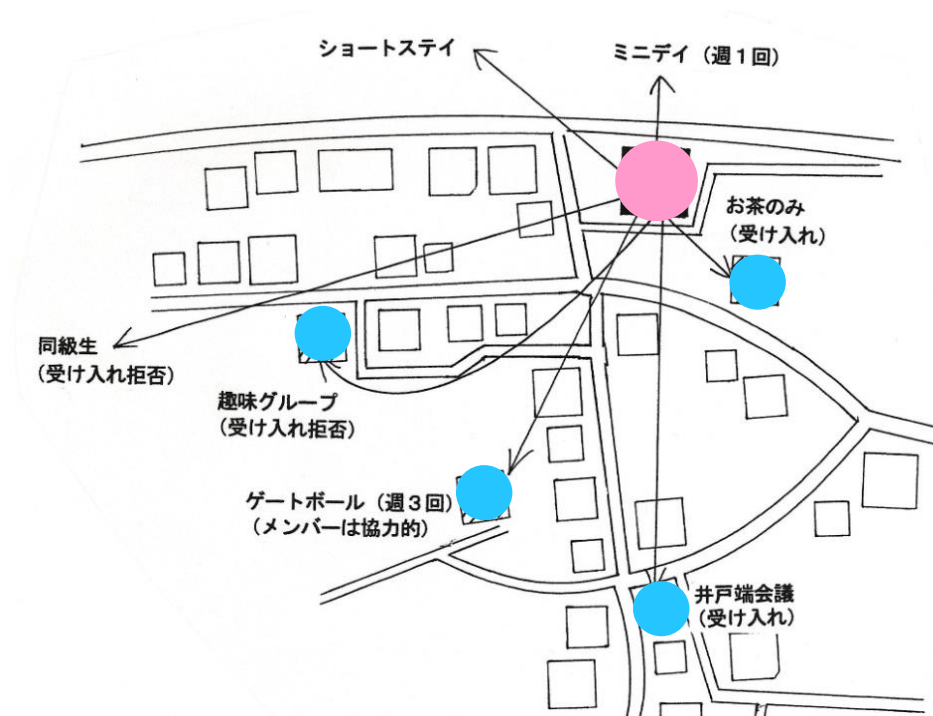 ショートステイ
ミニデイ（週１回）
お茶のみ
（受け入れ）
同級生
（受け入れ拒否）
趣味グループ
（受け入れ拒否）
ゲートボール（週３回）
（メンバーは協力的）
井戸端会議
（受け入れ）